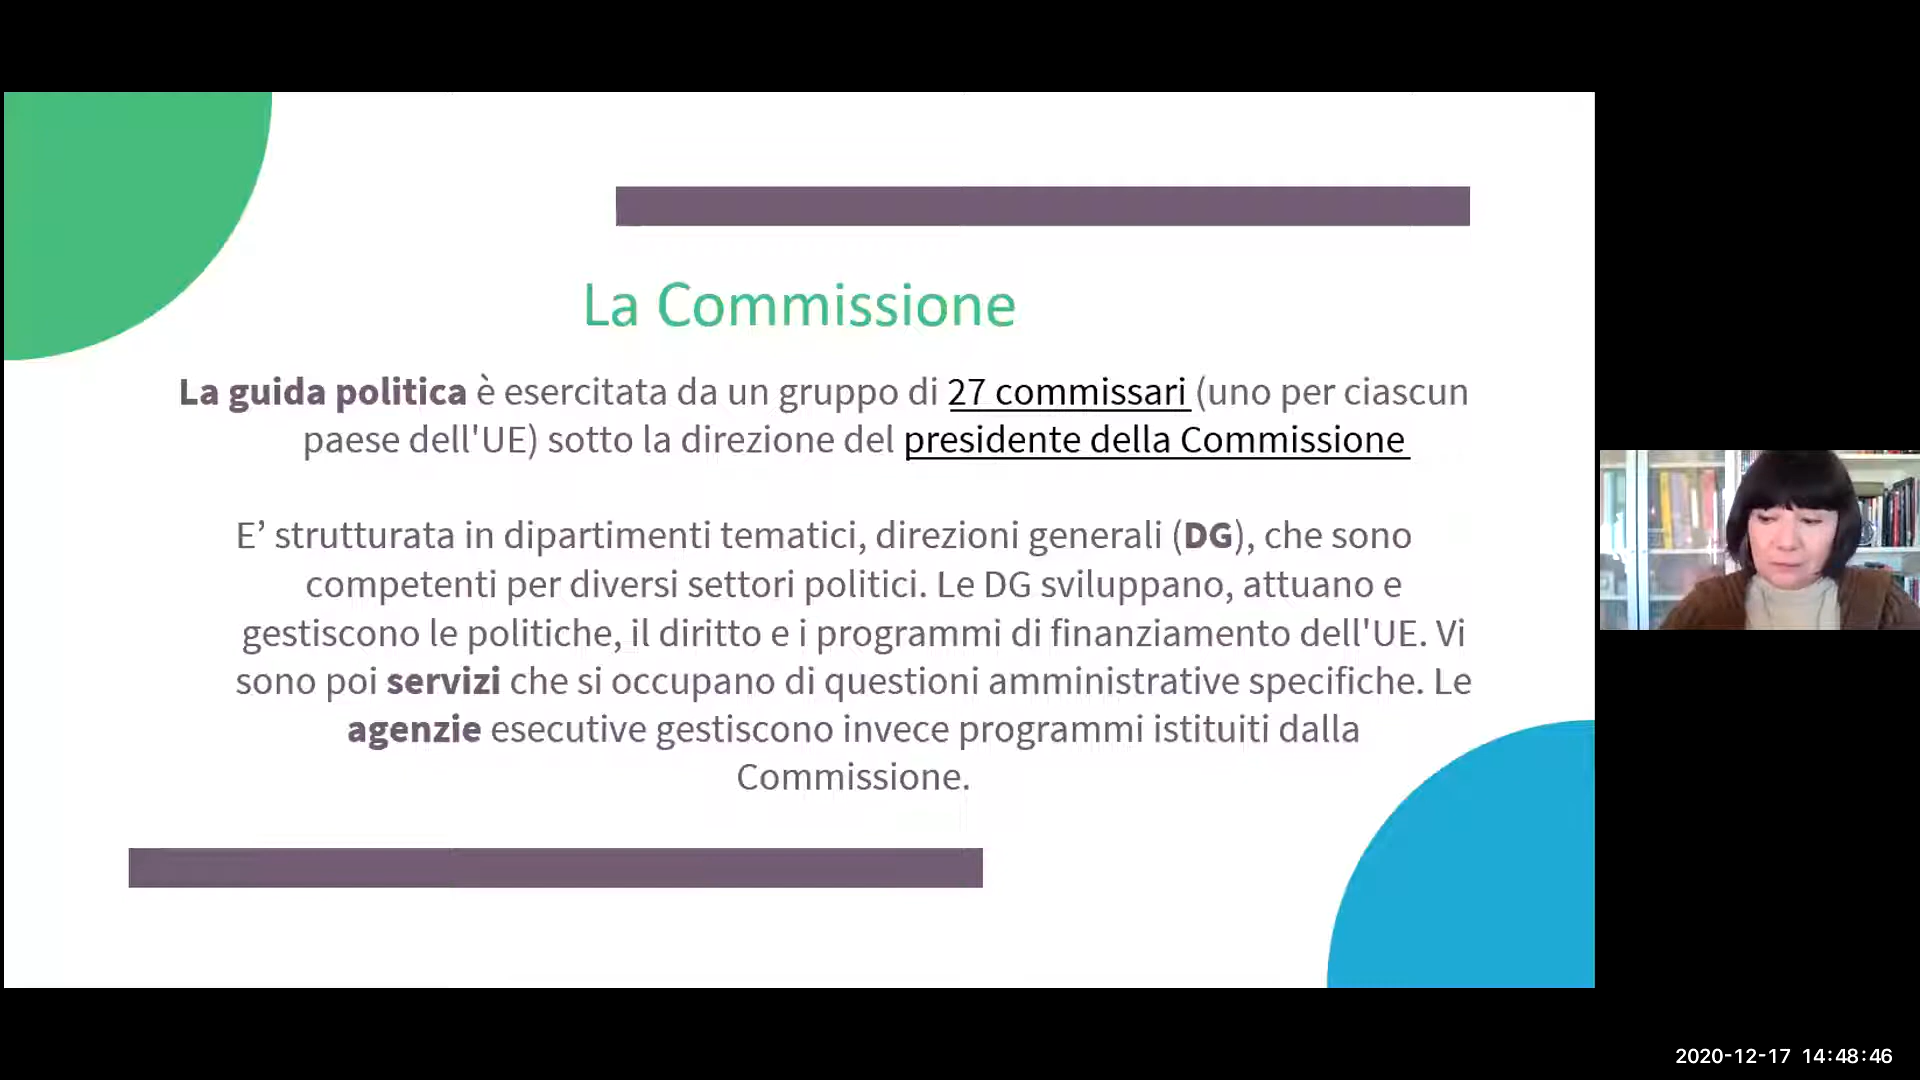 La Commissione
La guida politica è esercitata da un gruppo di 27 commissari (uno per ciascun
paese dell'UE) sotto la direzione del presidente della Commissione
E’ strutturata in dipartimenti tematici, direzioni generali (DG), che sono
competenti per diversi settori politici. Le DG sviluppano, attuano e
gestiscono le politiche, il diritto e i programmi di finanziamento dell'UE. Vi
sono poi servizi che si occupano di questioni amministrative specifiche. Le
agenzie esecutive gestiscono invece programmi istituiti dalla
Commissione.
2020-12-17 14:48:46